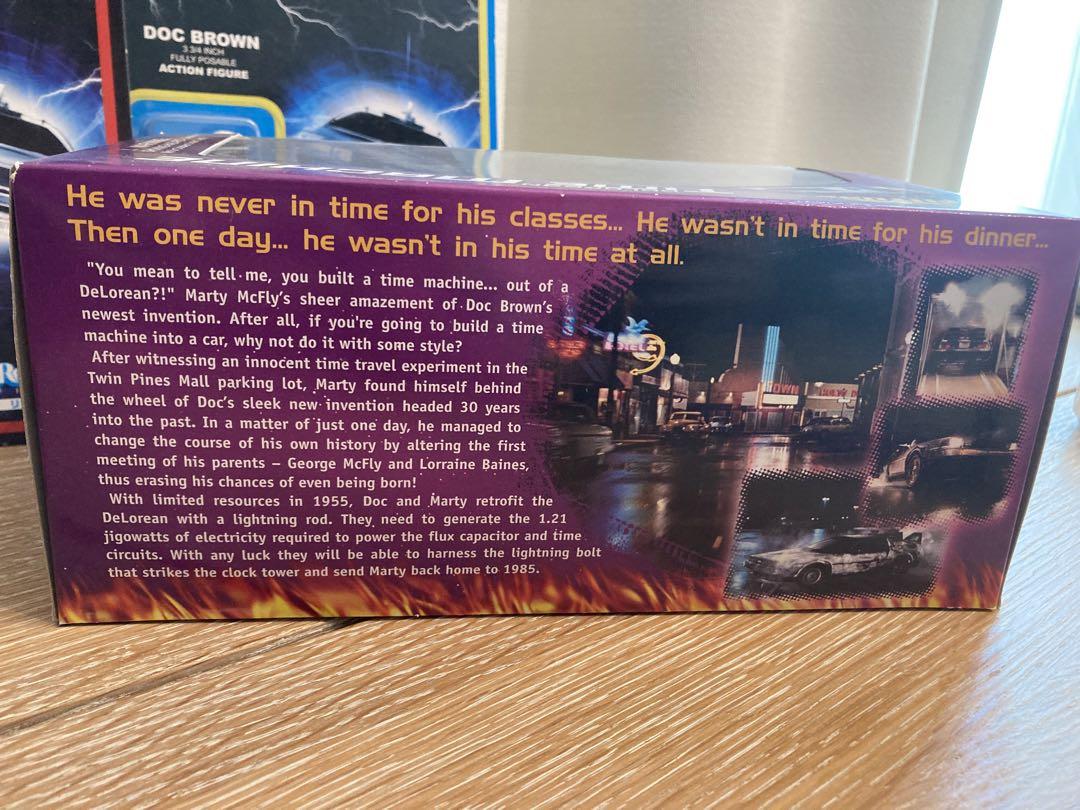 DOC BROWN
3 3/4 INCH
FULLY POSABLE
ACTION FIGURE
He was never in time for his classes... He wasn't in time for his dinner...
Then one day... he wasn't in his time at all.
"You mean to tell me, you built a time machine... out of a
DeLorean?!" Marty McFly's sheer amazement of Doc Brown's
newest invention. After all, if you're going to build a time
machine into a car, why not do it with some style?
After witnessing an innocent time travel experiment in the
Twin Pines Mall parking lot, Marty found himself behind
the wheel of Doc's sleek new invention headed 30 years
into the past. In a matter of just one day, he managed to
change the course of his own history by altering the first
meeting of his parents – George McFly and Lorraine Baines,
thus erasing his chances of even being born!
With limited resources in 1955, Doc and Marty retrofit the
DeLorean with a lightning rod. They need to generate the 1.21
jigowatts of electricity required to power the flux capacitor and time
circuits. With any luck they will be able to harness the lightning bolt
that strikes the clock tower and send Marty back home to 1985.